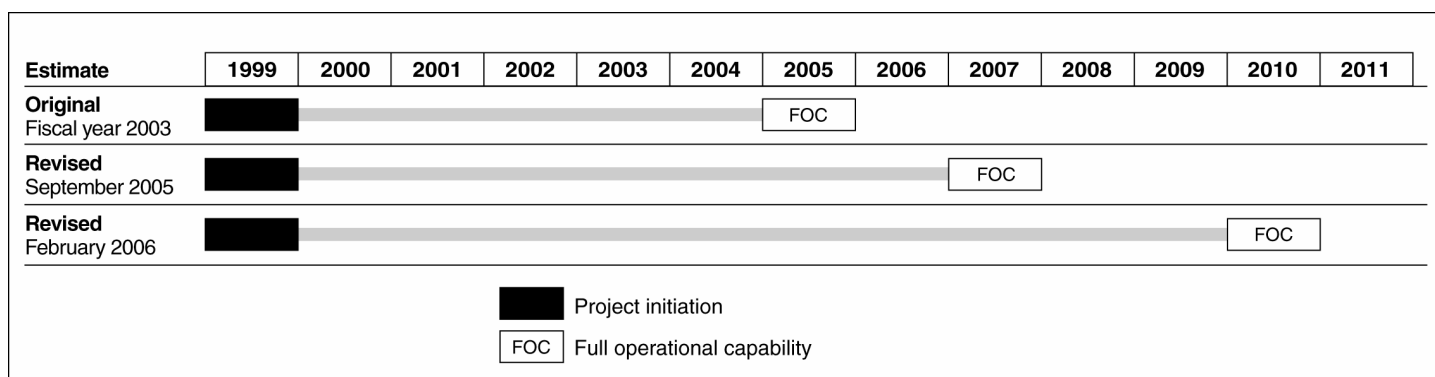 Estimate 1999 2000 2001 2002 2003 2004 2005 2006 2007 2008 2009 2010 2011
Original
Fiscal year 2003
FOC
Revised
September 2005
FOC
Revised
February 2006
FOC
Project initiation
FOC Full operational capability